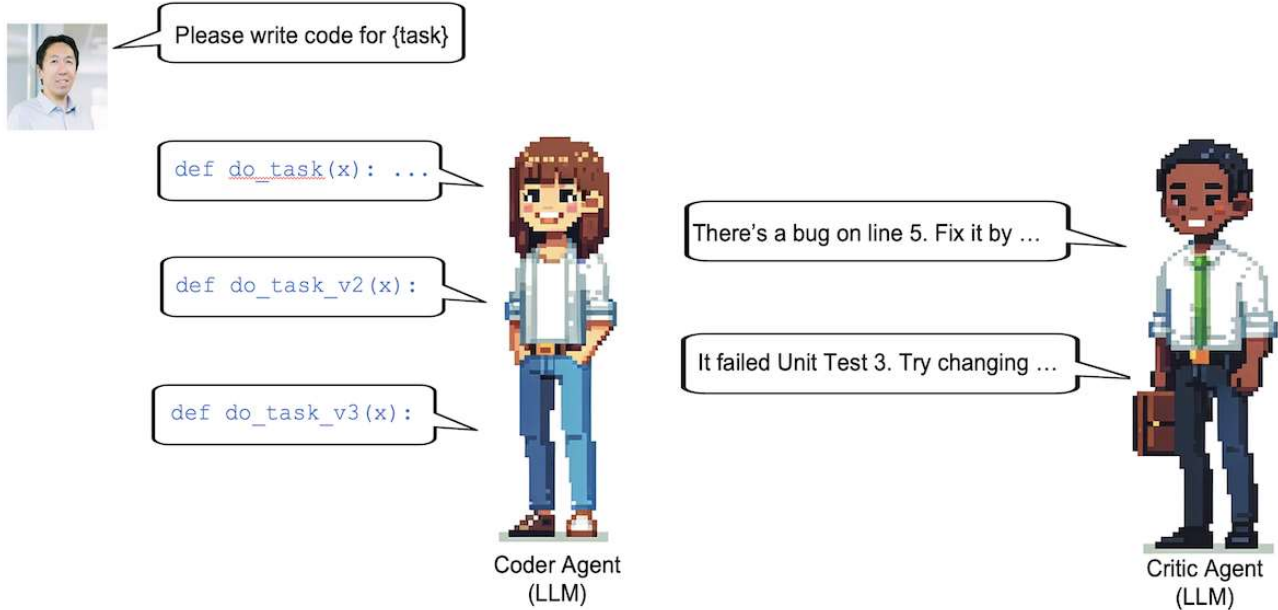 Please write code for {task}
def do_task(x): ...
There's a bug on line 5. Fix it by …
def do_task_v2(x):
It failed Unit Test 3. Try changing …
def do_task_v3(x):
Coder Agent
(LLM)
Critic Agent
(LLM)